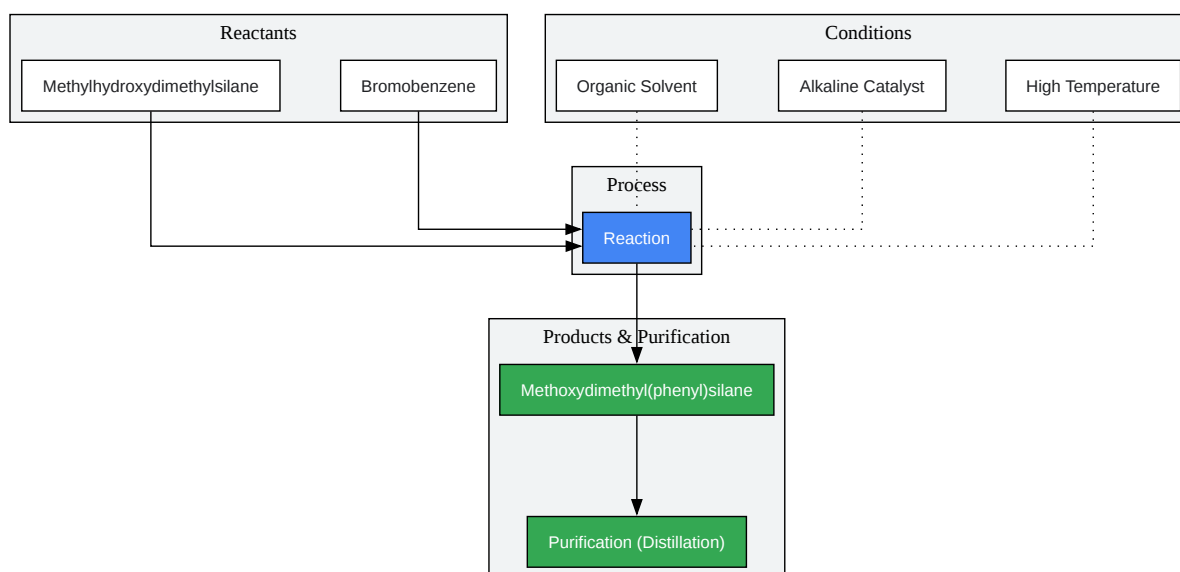 Reactants
Conditions
Methylhydroxydimethylsilane
Bromobenzene
Organic Solvent
Alkaline Catalyst
High Temperature
Process
Reaction
Products & Purification
Methoxydimethyl(phenyl)silane
Purification (Distillation)